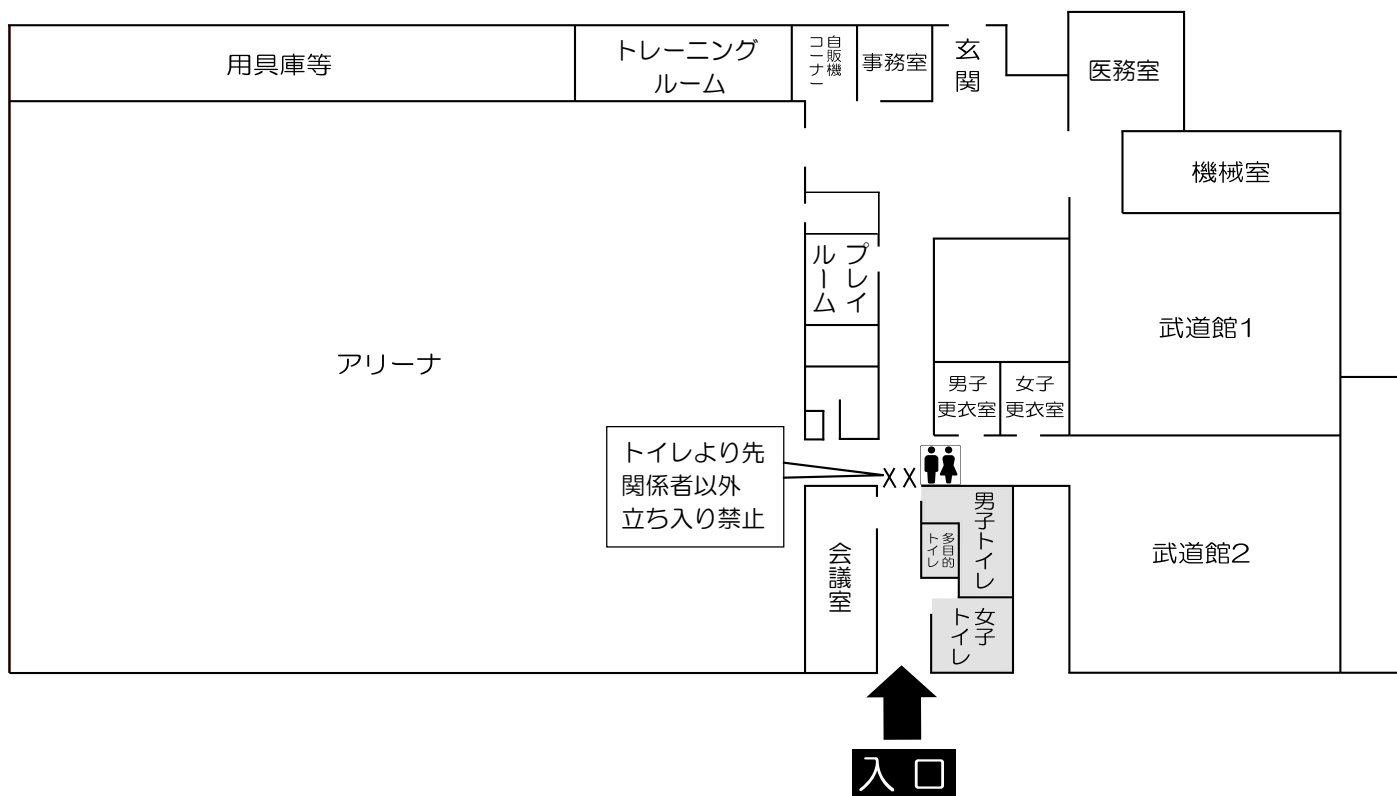 用具庫等
トレーニング
ルーム
自販機
コーナー
事務室
玄関
医務室
機械室
プレイ
ルーム
武道館1
アリーナ
男子
更衣室
女子
更衣室
トイレより先
関係者以外
立ち入り禁止
××
男子トイレ
多目的
トイレ
会議室
武道館2
女子
トイレ
入口